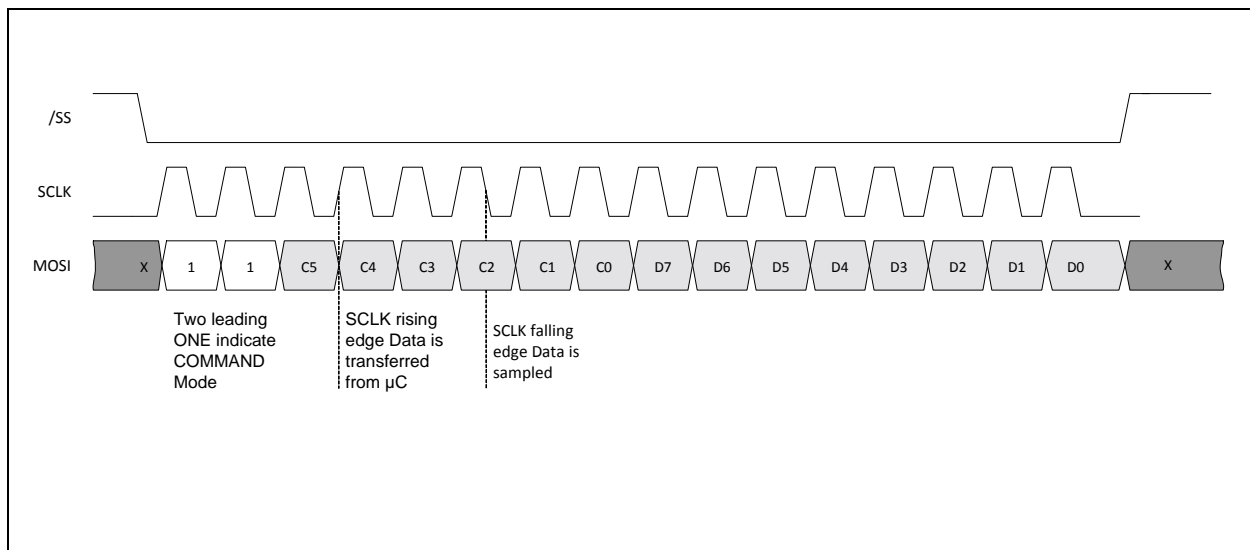 /SS
SCLK
MOSI X 1 1 C5 C4 C3 C2 C1 C0 D7 D6 D5 D4 D3 D2 D1 D0 X
Two leading
ONE indicate
COMMAND
Mode
SCLK rising
edge Data is
transferred
from µC
SCLK falling
edge Data is
sampled